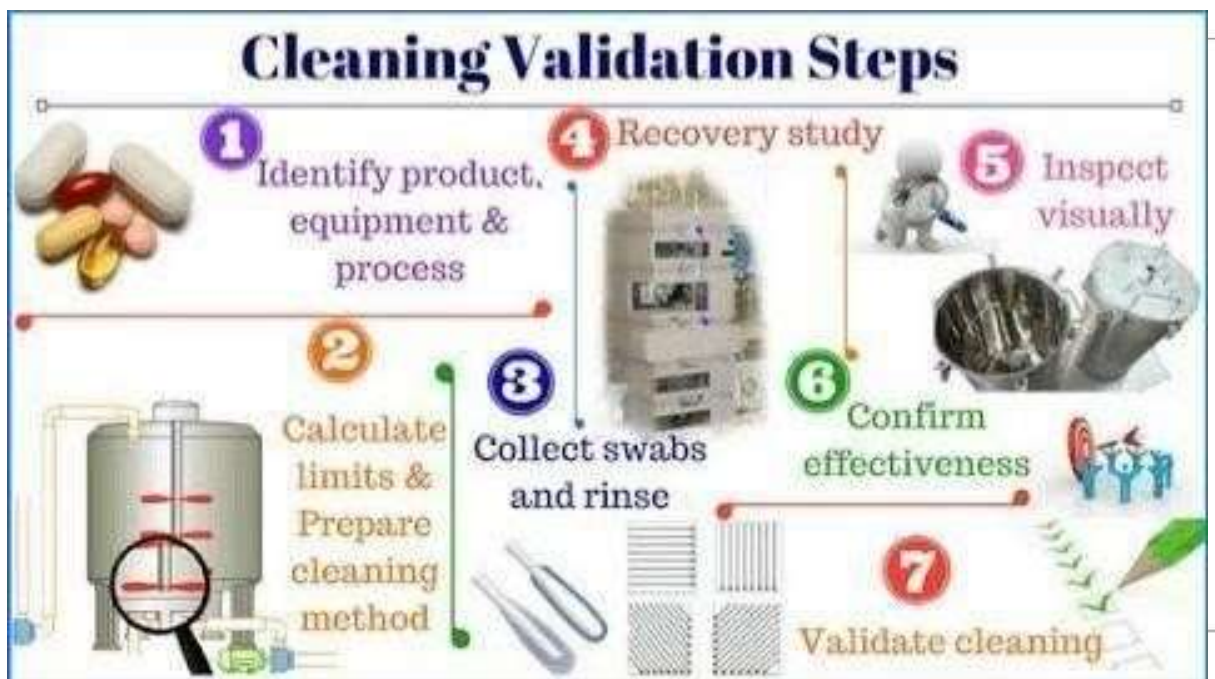 Cleaning Validation Steps
1
Identify product,
equipment &
process
2
Calculate
limits &
Prepare
cleaning
method
3
Collect swabs
and rinse
4
Recovery study
5
Inspect
visually
6
Confirm
effectiveness
7
Validate cleaning